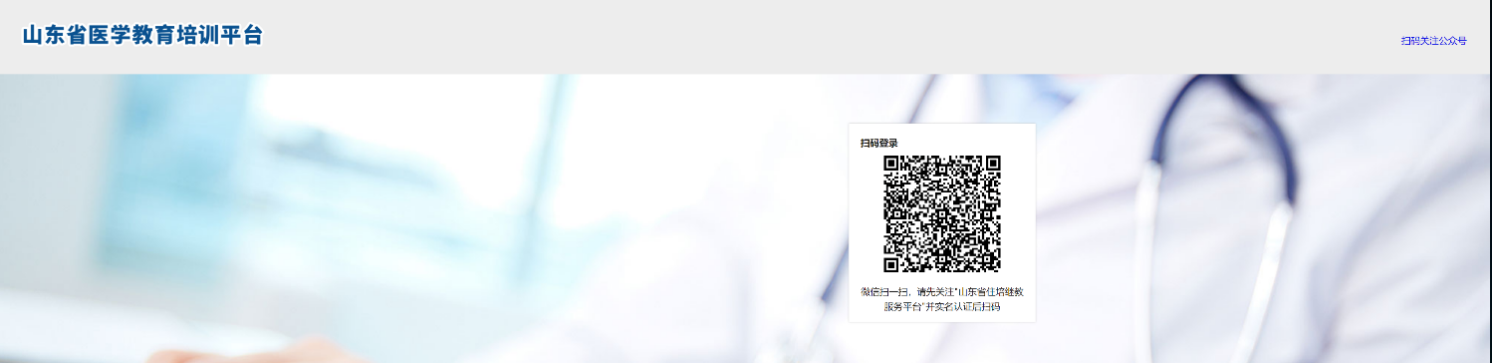 山东省医学教育培训平台
扫码关注公众号
扫码登录
微信扫一扫，请先关注"山东省住培继教
服务平台"并实名认证后扫码